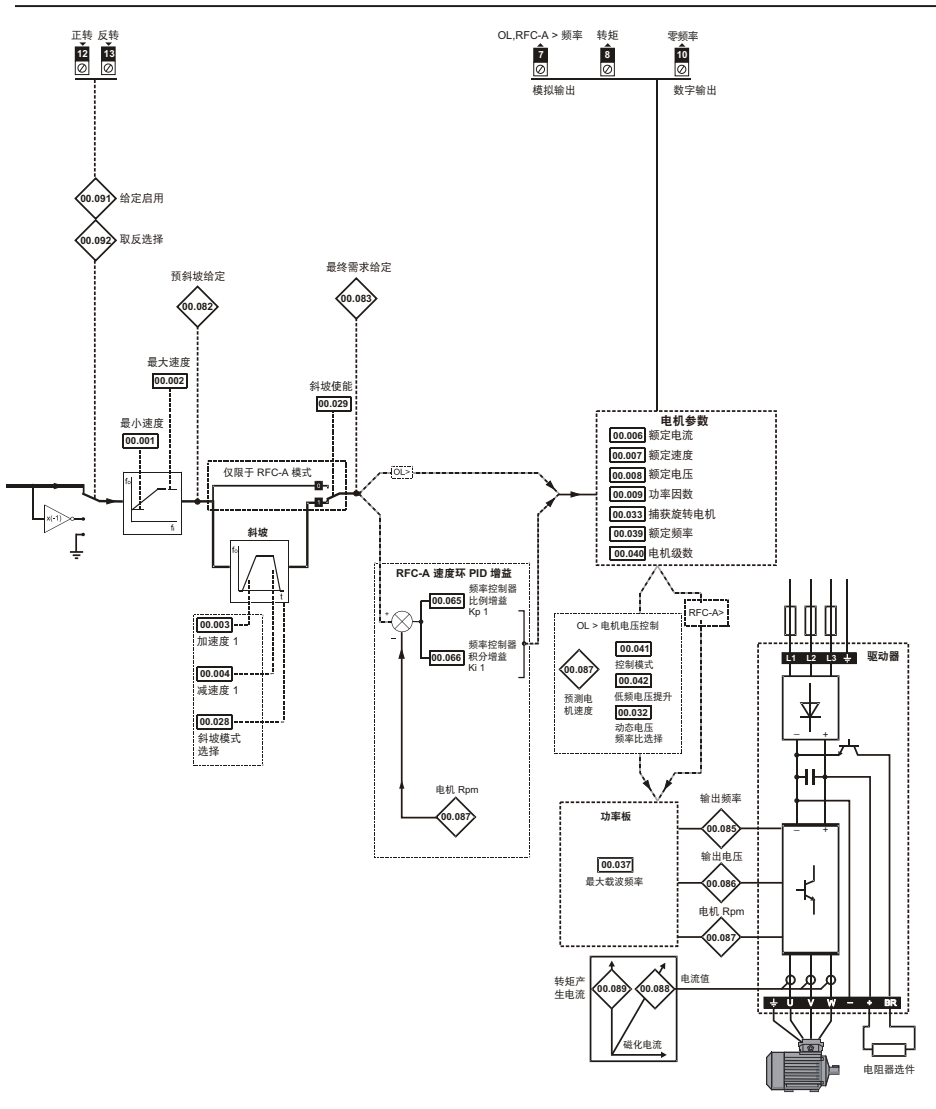 正转 反转
12 13
OL,RFC-A > 频率 转矩 零频率
7 8 10
模拟输出 数字输出
00.091 给定启用
00.092 取反选择
预斜坡给定
00.082
最终需求给定
00.083
最大速度
00.002
最小速度
00.001
斜坡使能
00.029
仅限于 RFC-A 模式
0
1
x(-1)
斜坡
t
00.003
加速度 1
00.004
减速度 1
00.028
斜坡模式
选择
OL>
RFC-A 速度环 PID 增益
+
–
00.065
频率控制器
比例增益
Kp 1
00.066
频率控制器
积分增益
Ki 1
电机 Rpm
00.087
电机参数
00.006 额定电流
00.007 额定速度
00.008 额定电压
00.009 功率因数
00.033 捕获旋转电机
00.039 额定频率
00.040 电机级数
RFC-A>
OL > 电机电压控制
00.087
预测电
机速度
00.041
控制模式
00.042
低频电压提升
00.032
动态电压
频率比选择
功率板
00.037
最大载波频率
输出频率
00.085
输出电压
00.086
电机 Rpm
00.087
转矩产
生电流
00.089 00.088
电流值
磁化电流
L1 L2 L3
驱动器
– +
– +
U V W – + BR
电阻器选件